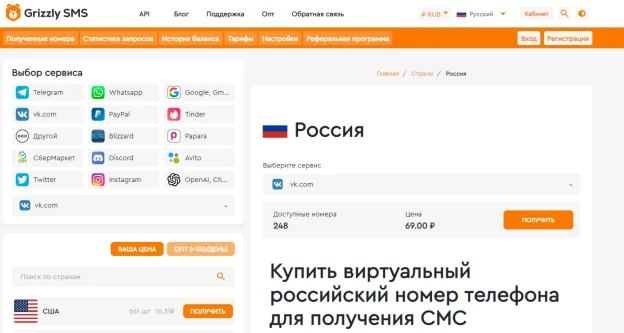 Grizzly SMS
API
Блог
Поддержка
Опт
Обратная связь
₽ RUB
Русский
Кабинет
Полученные номера
Статистика запросов
История баланса
Тарифы
Настройки
Реферальная программа
Вход
Регистрация
Выбор сервиса
Telegram
Whatsapp
Google, Gm...
vk.com
PayPal
Tinder
Другой
Blizzard
Papara
СберМаркет
Discord
Avito
Twitter
Instagram
OpenAI, Ch...
vk.com
ВАША ЦЕНА
ОПТ (+100/ДЕНЬ)
Поиск по странам
США
661 шт
16.31₽
ПОЛУЧИТЬ
Главная / Страны / Россия
Россия
Выберите сервис
vk.com
Доступные номера
248
Цена
69.00 ₽
ПОЛУЧИТЬ
Купить виртуальный
российский номер телефона
для получения СМС